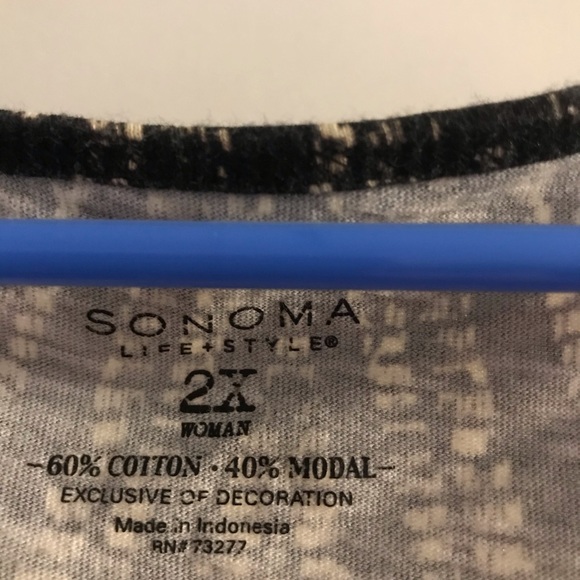 SONOMA
LIFE+STYLE®
2X
WOMAN
-60% COTTON · 40% MODAL-
EXCLUSIVE OF DECORATION
Made in Indonesia
RN# 73277